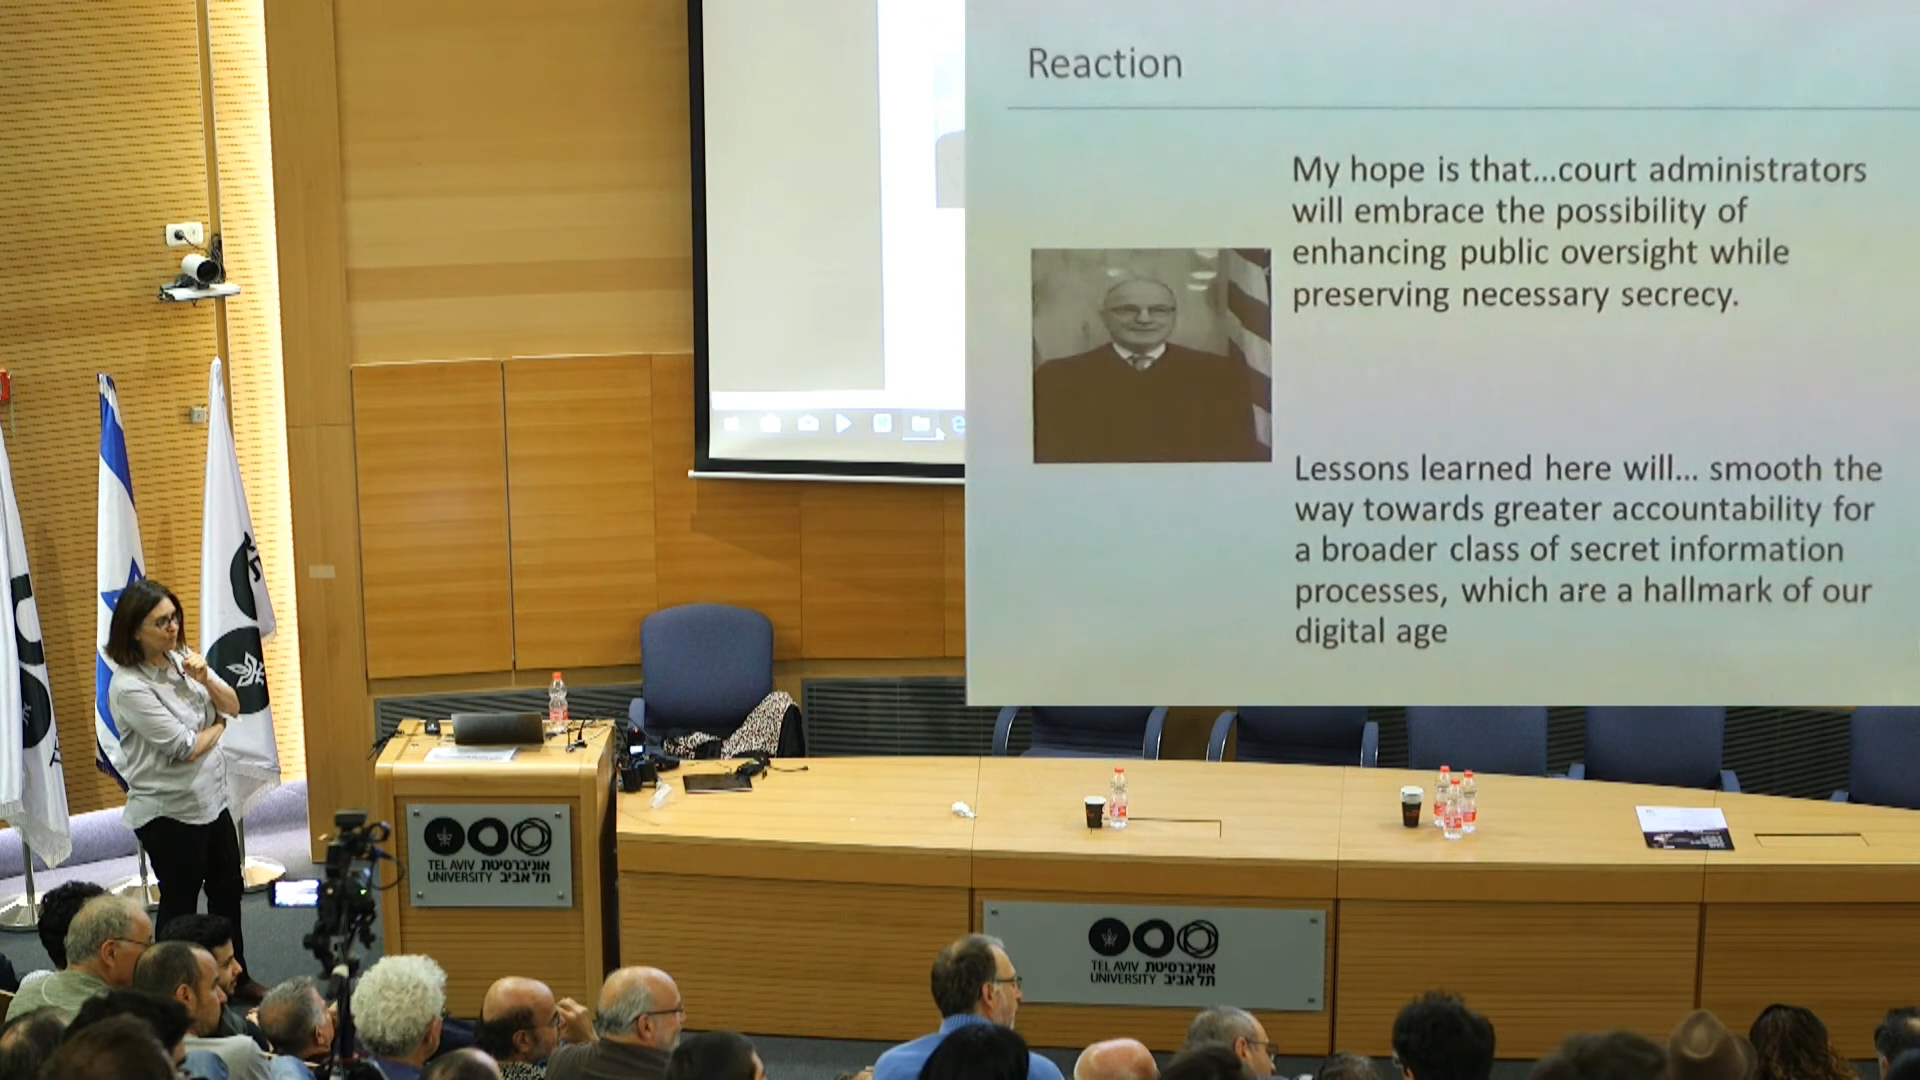 Reaction
My hope is that...court administrators
will embrace the possibility of
enhancing public oversight while
preserving necessary secrecy.
Lessons learned here will... smooth the
way towards greater accountability for
a broader class of secret information
processes, which are a hallmark of our
digital age
TEL AVIV אוניברסיטת
UNIVERSITY תל אביב
TEL AVIV אוניברסיטת
UNIVERSITY תל אביב